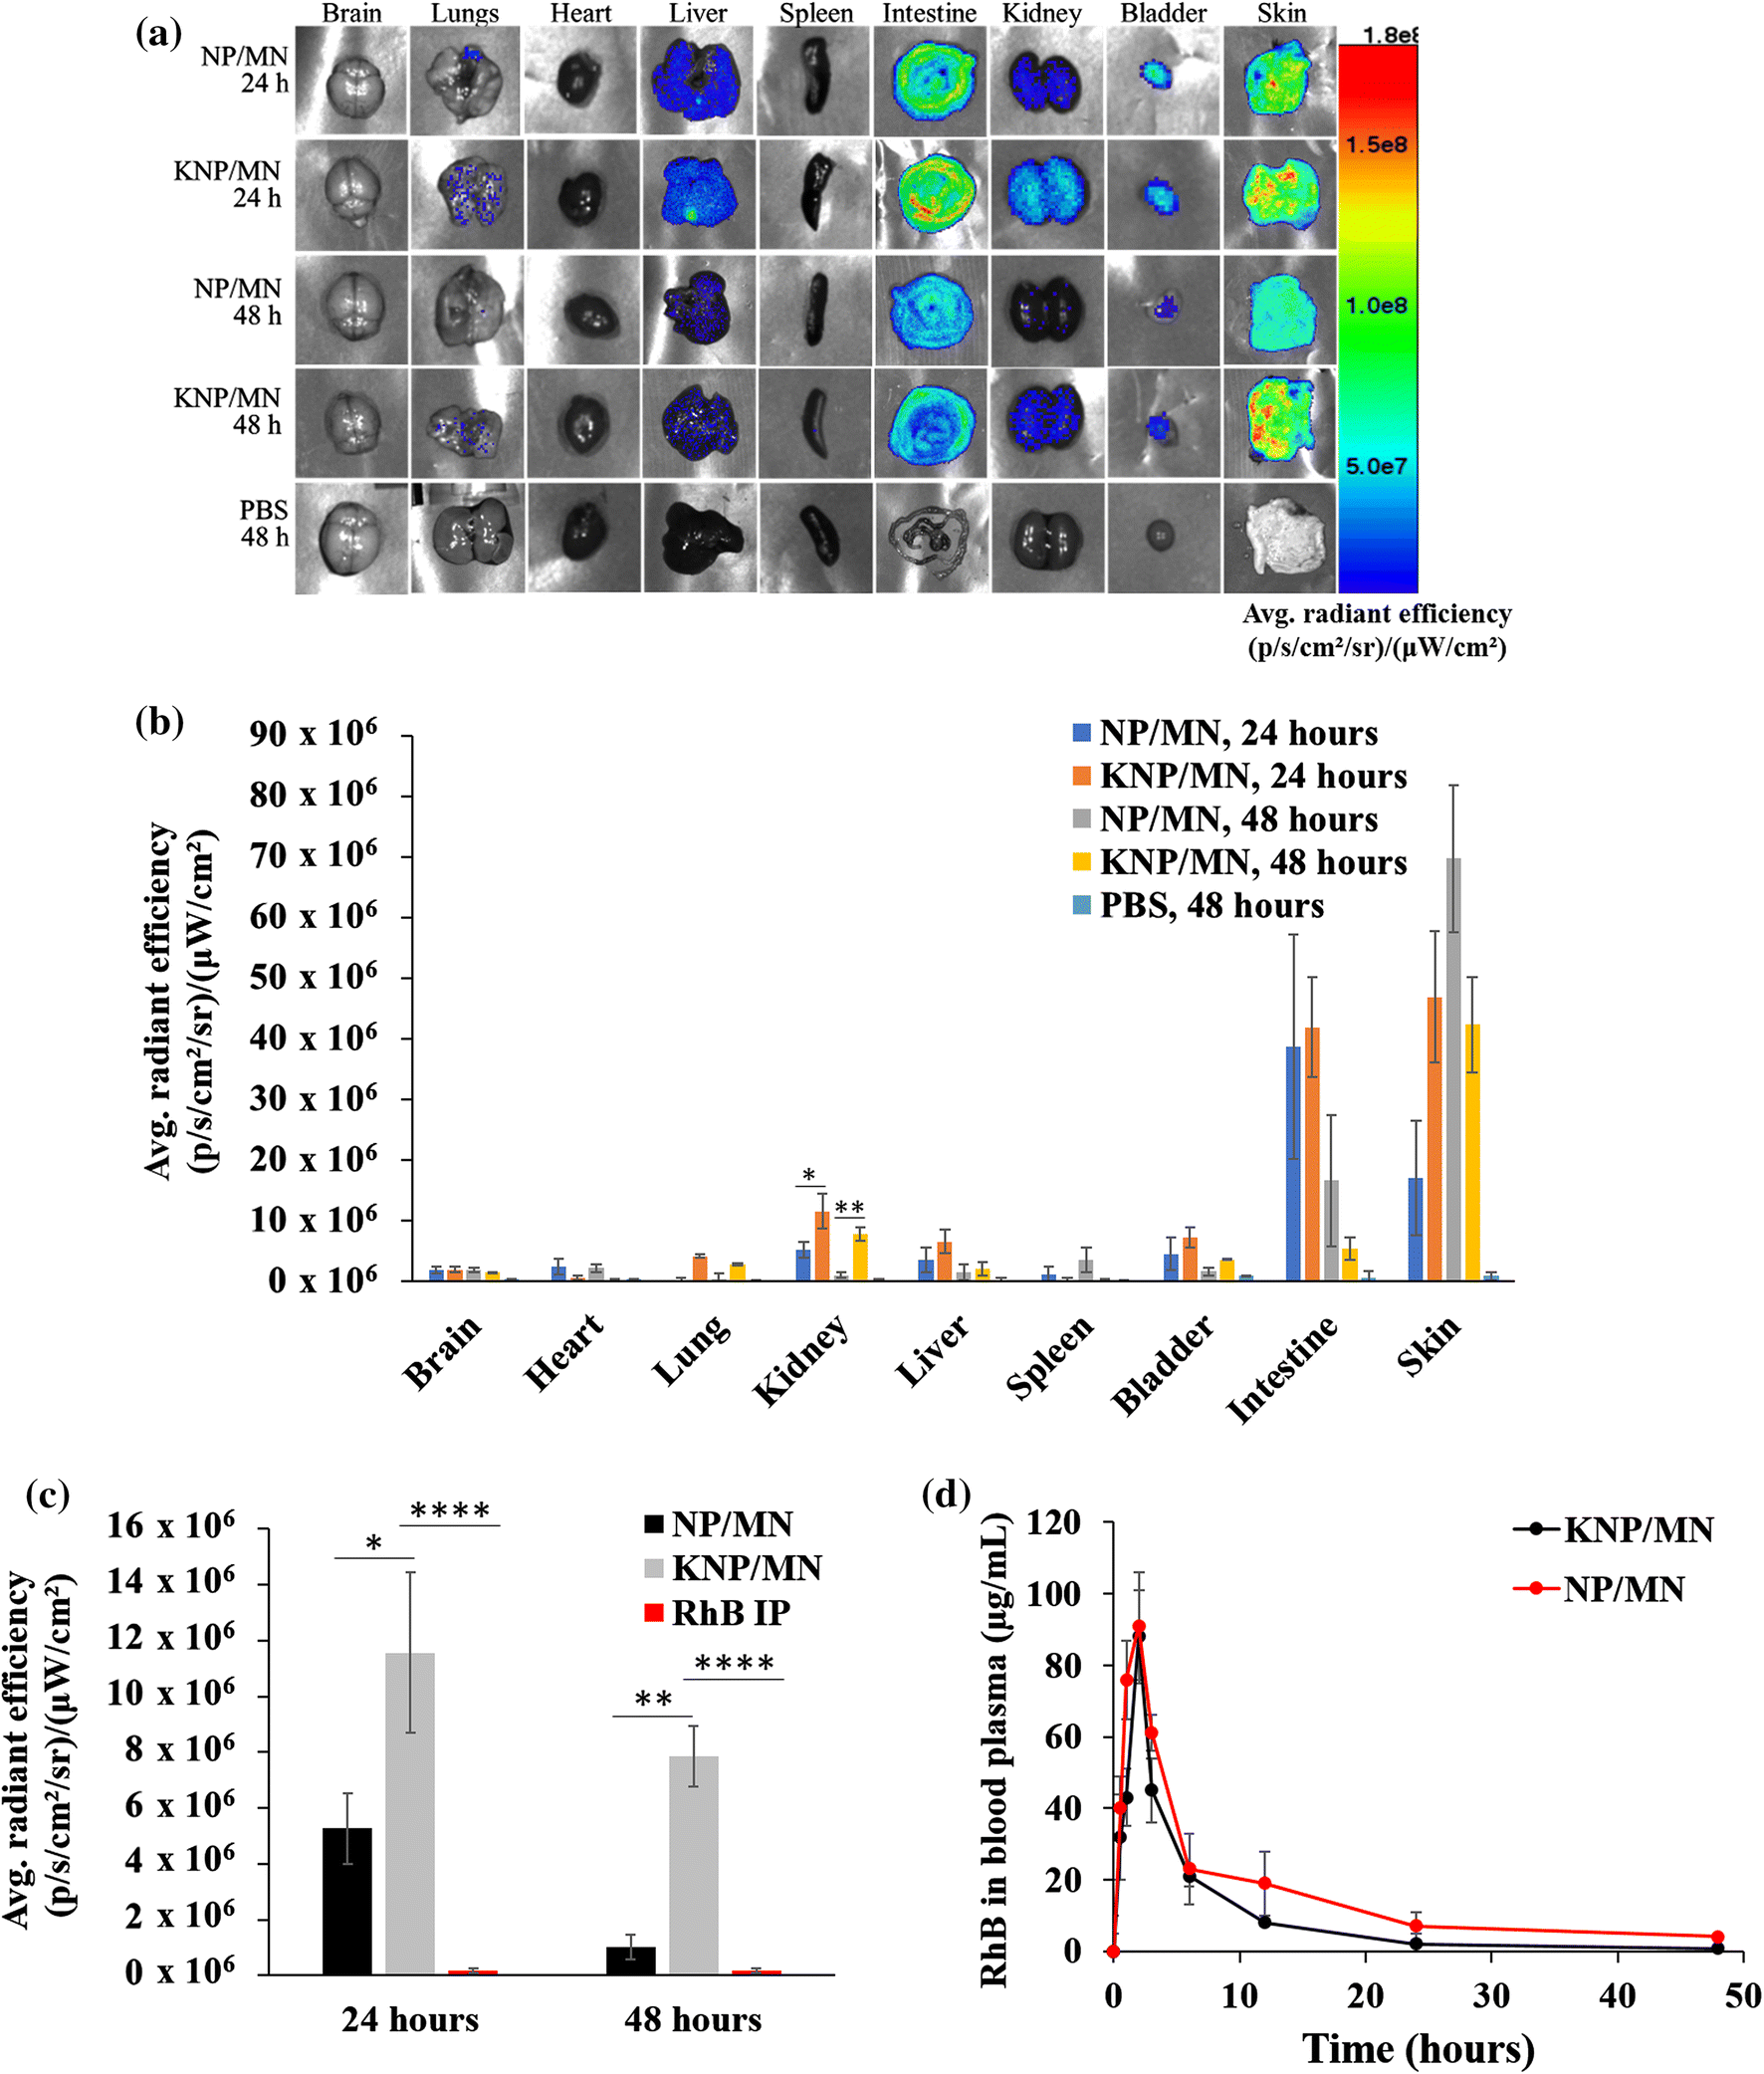 (a)
Brain Lungs Heart Liver Spleen Intestine Kidney Bladder Skin
NP/MN
24 h
KNP/MN
24 h
NP/MN
48 h
KNP/MN
48 h
PBS
48 h
1.8e8
1.5e8
1.0e8
5.0e7
Avg. radiant efficiency
(p/s/cm²/sr)/(µW/cm²)
(b)
Avg. radiant efficiency
(p/s/cm²/sr)/(µW/cm²)
90 x 10⁶
80 x 10⁶
70 x 10⁶
60 x 10⁶
50 x 10⁶
40 x 10⁶
30 x 10⁶
20 x 10⁶
10 x 10⁶
0 x 10⁶
NP/MN, 24 hours
KNP/MN, 24 hours
NP/MN, 48 hours
KNP/MN, 48 hours
PBS, 48 hours
*
**
Brain Heart Lung Kidney Liver Spleen Bladder Intestine Skin
(c)
Avg. radiant efficiency
(p/s/cm²/sr)/(µW/cm²)
16 x 10⁶
14 x 10⁶
12 x 10⁶
10 x 10⁶
8 x 10⁶
6 x 10⁶
4 x 10⁶
2 x 10⁶
0 x 10⁶
*
****
**
****
NP/MN
KNP/MN
RhB IP
24 hours 48 hours
(d)
RhB in blood plasma (µg/mL)
120
100
80
60
40
20
0
KNP/MN
NP/MN
0 10 20 30 40 50
Time (hours)